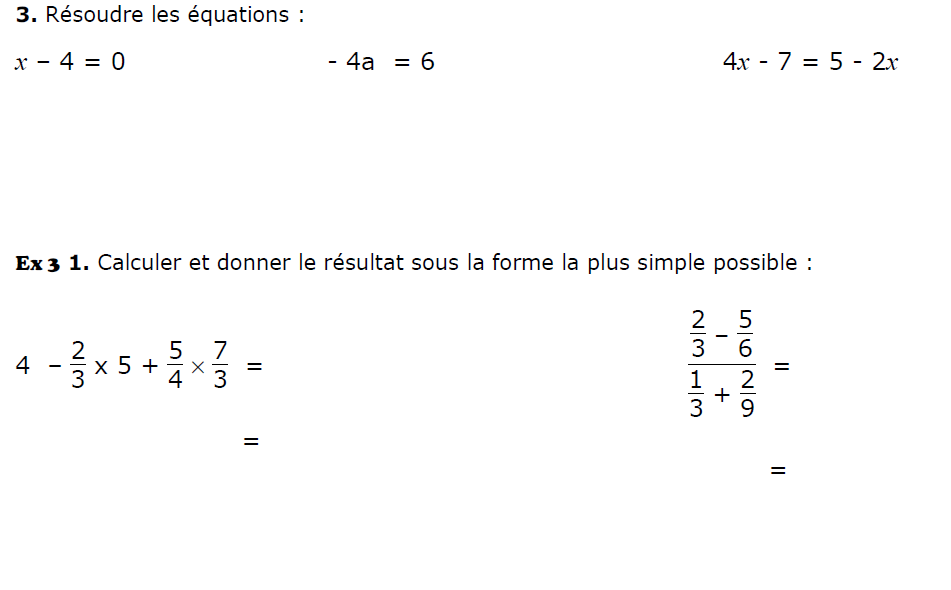 3. Résoudre les équations :
x – 4 = 0 - 4a = 6 4x - 7 = 5 - 2x
Ex 3 1. Calculer et donner le résultat sous la forme la plus simple possible :
4 – 2/3 x 5 + 5/4 × 7/3 = (2/3 – 5/6)/(1/3 + 2/9) =
= =